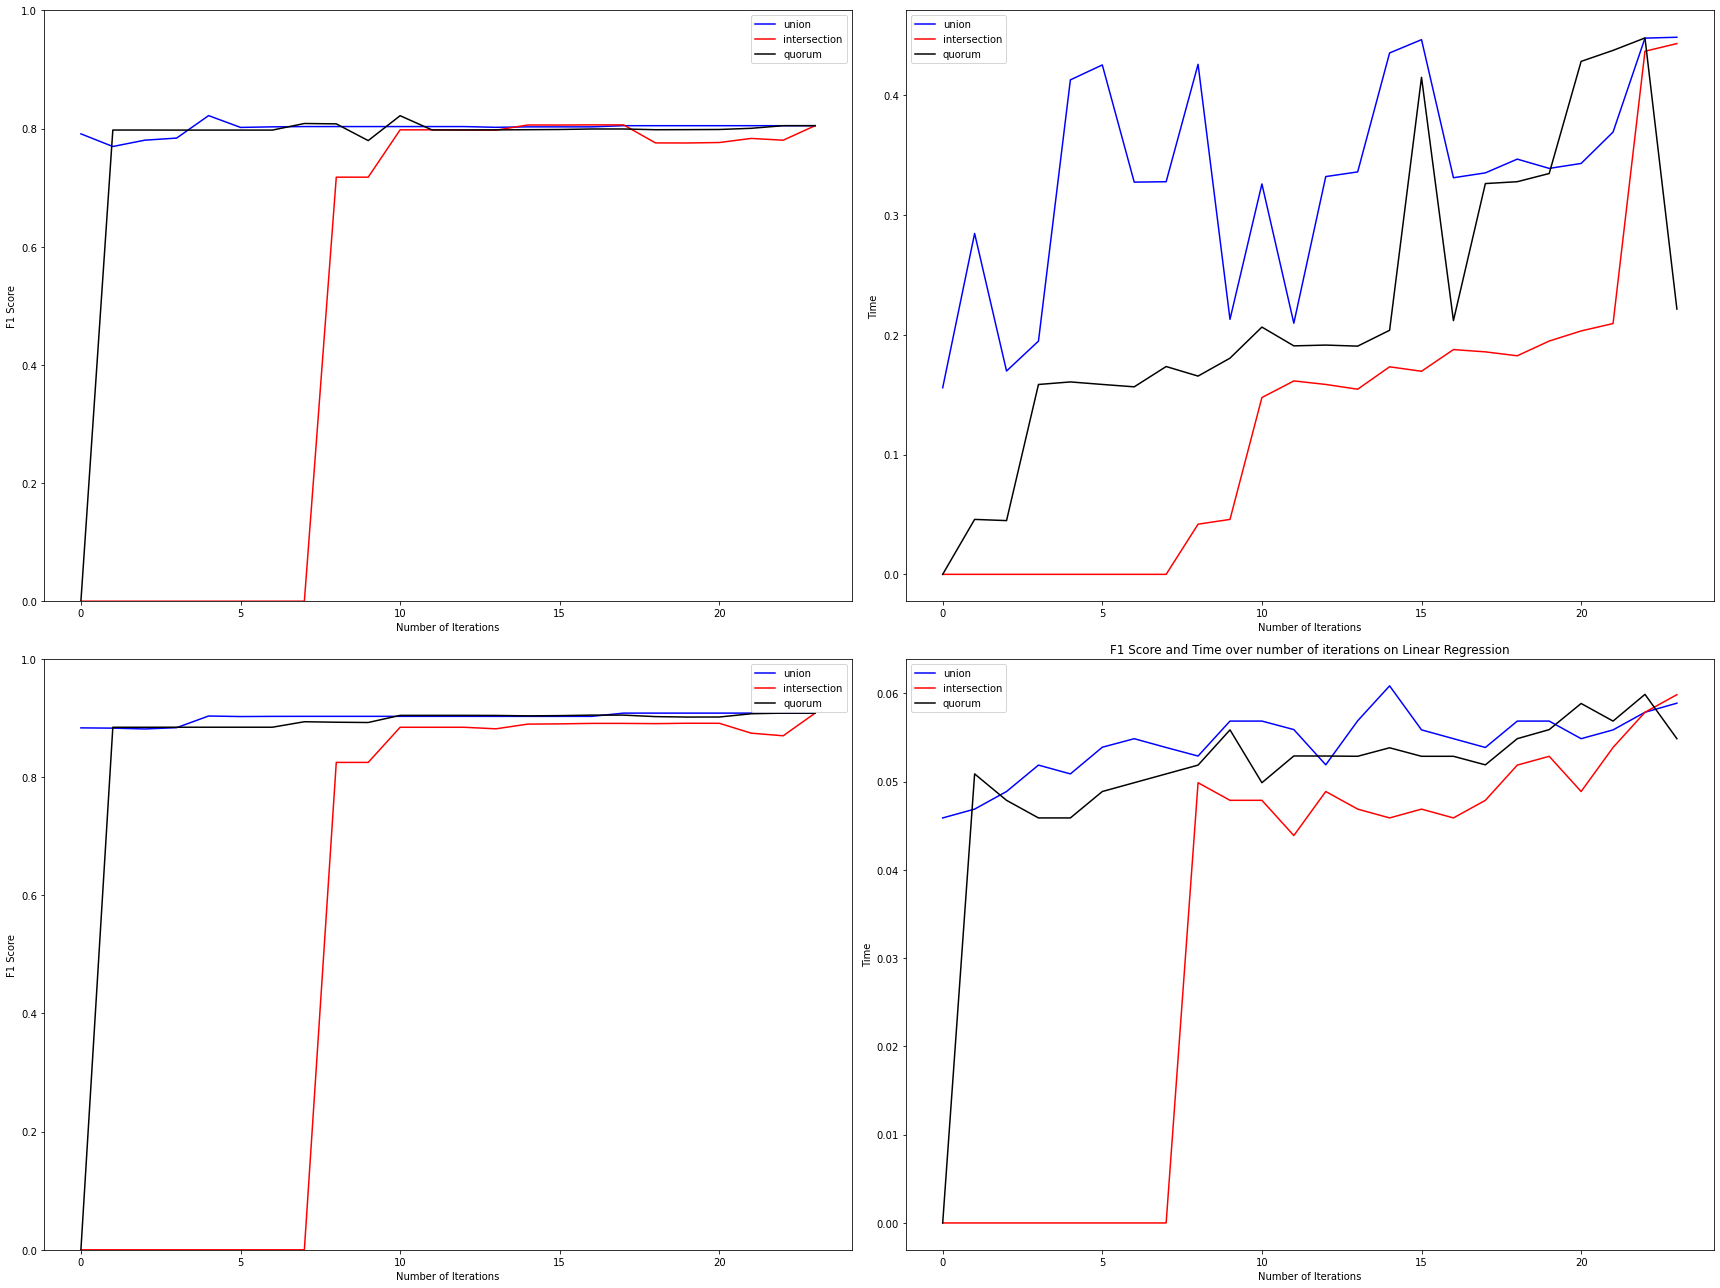 1.0
0.8
0.6
0.4
0.2
0.0
F1 Score
union
intersection
quorum
0 5 10 15 20
Number of Iterations
0.4
0.3
0.2
0.1
0.0
Time
union
intersection
quorum
0 5 10 15 20
Number of Iterations
1.0
0.8
0.6
0.4
0.2
0.0
F1 Score
union
intersection
quorum
0 5 10 15 20
Number of Iterations
F1 Score and Time over number of iterations on Linear Regression
0.06
0.05
0.04
0.03
0.02
0.01
0.00
Time
union
intersection
quorum
0 5 10 15 20
Number of Iterations